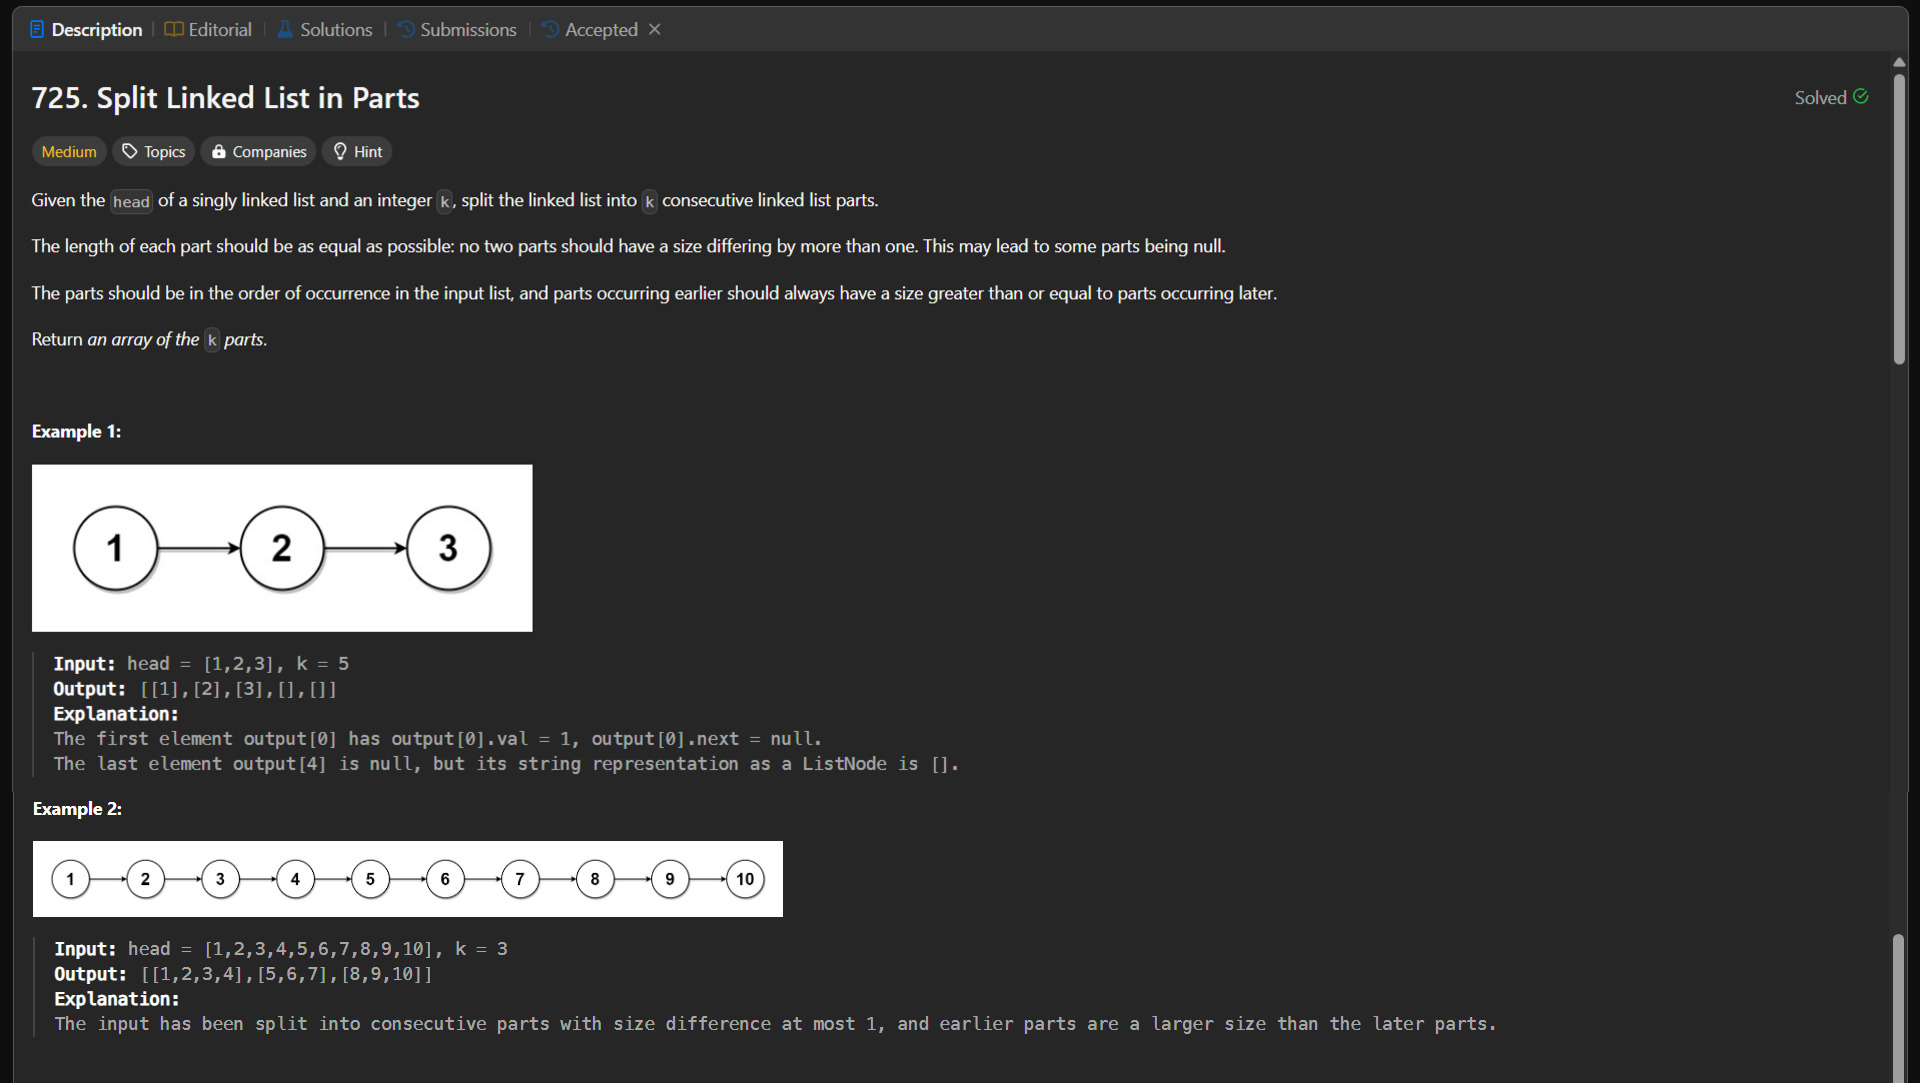 Description
Editorial
Solutions
Submissions
Accepted
725. Split Linked List in Parts
Solved
Medium
Topics
Companies
Hint
Given the head of a singly linked list and an integer k, split the linked list into k consecutive linked list parts.
The length of each part should be as equal as possible: no two parts should have a size differing by more than one. This may lead to some parts being null.
The parts should be in the order of occurrence in the input list, and parts occurring earlier should always have a size greater than or equal to parts occurring later.
Return an array of the k parts.
Example 1:
1 2 3
Input: head = [1,2,3], k = 5
Output: [[1],[2],[3],[],[]]
Explanation:
The first element output[0] has output[0].val = 1, output[0].next = null.
The last element output[4] is null, but its string representation as a ListNode is [].
Example 2:
1 2 3 4 5 6 7 8 9 10
Input: head = [1,2,3,4,5,6,7,8,9,10], k = 3
Output: [[1,2,3,4],[5,6,7],[8,9,10]]
Explanation:
The input has been split into consecutive parts with size difference at most 1, and earlier parts are a larger size than the later parts.